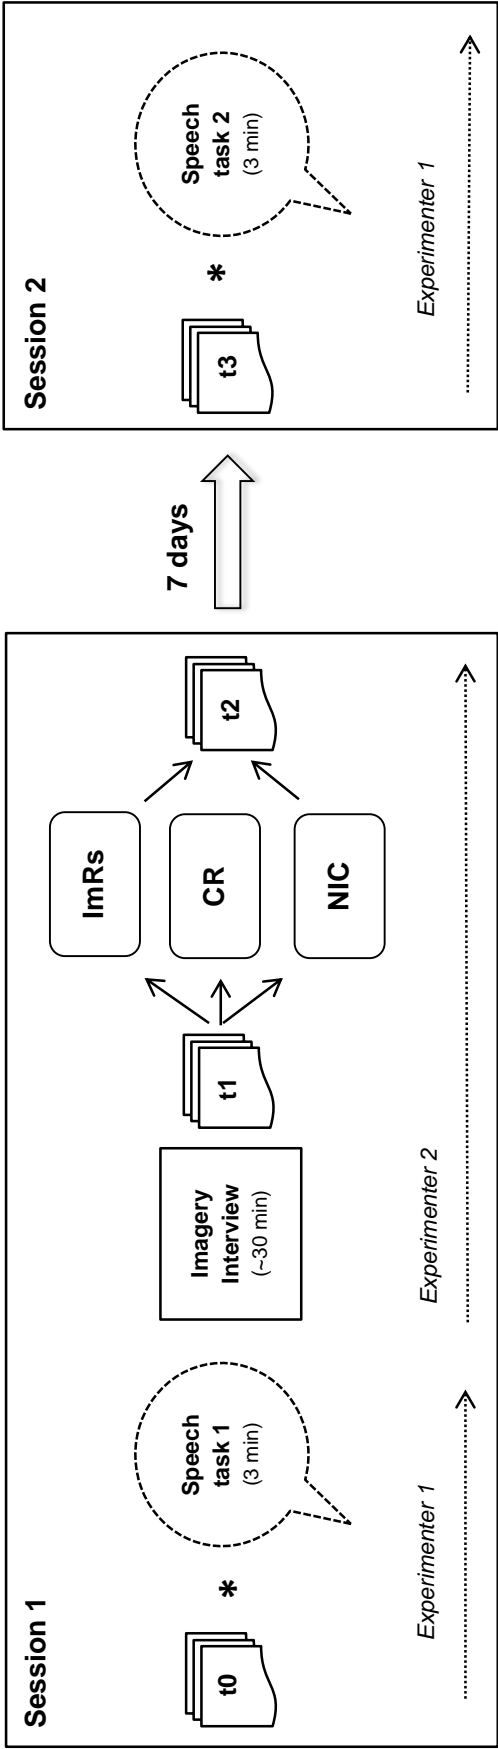 Session 1
t0
*
Speech
task 1
(3 min)
Experimenter 1
Imagery
Interview
(~30 min)
t1
ImRs
CR
NIC
t2
Experimenter 2
7 days
Session 2
t3
*
Speech
task 2
(3 min)
Experimenter 1